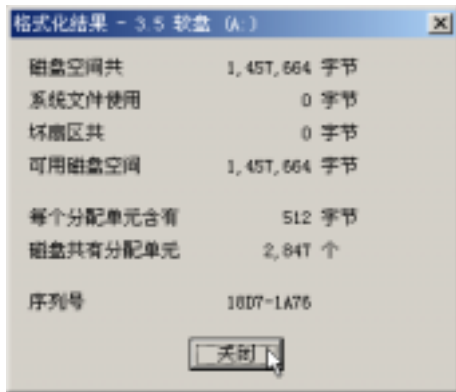 格式化结果 - 3.5 软盘 (A:)
磁盘空间共 1,457,664 字节
系统文件使用 0 字节
坏扇区共 0 字节
可用磁盘空间 1,457,664 字节
每个分配单元含有 512 字节
磁盘共有分配单元 2,847 个
序列号 18D7-1A76
关闭